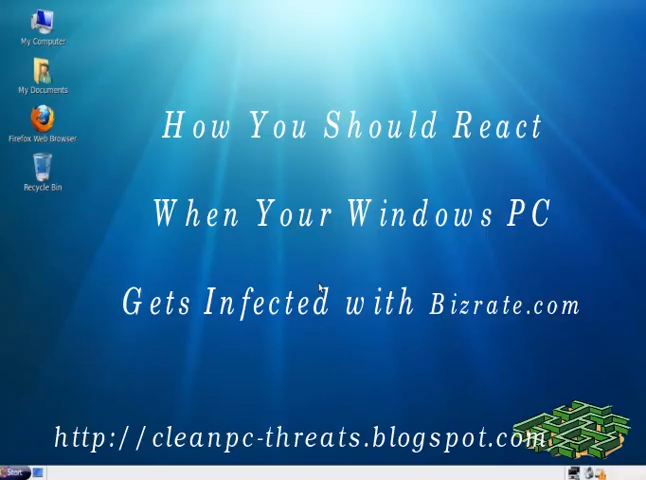 My Computer
My Documents
Firefox Web Browser
Recycle Bin
How You Should React
When Your Windows PC
Gets Infected with Bizrate.com
http://cleanpc-threats.blogspot.com
Start